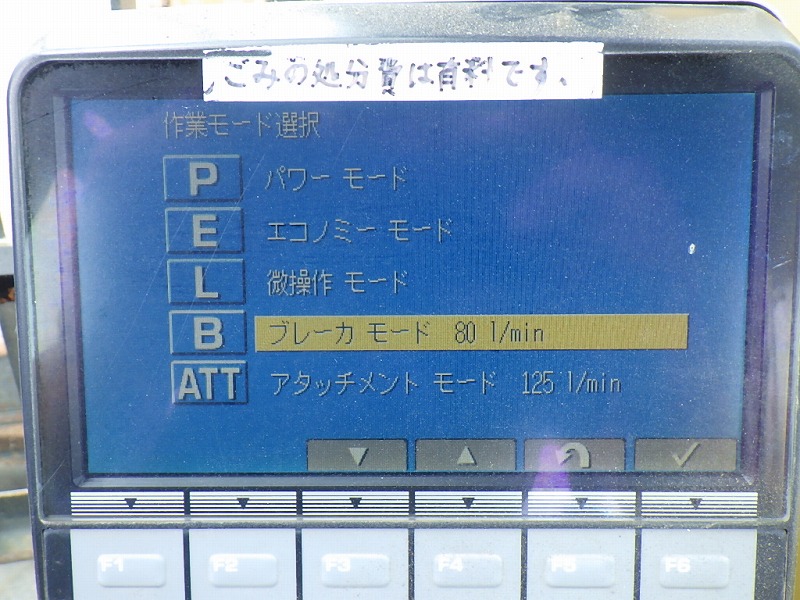 ごみの処分費は有料です、
作業モード選択
P パワー モード
E エコノミー モード
L 微操作 モード
B ブレーカ モード 80 l/min
ATT アタッチメント モード 125 l/min
F1 F2 F3 F4 F5 F6